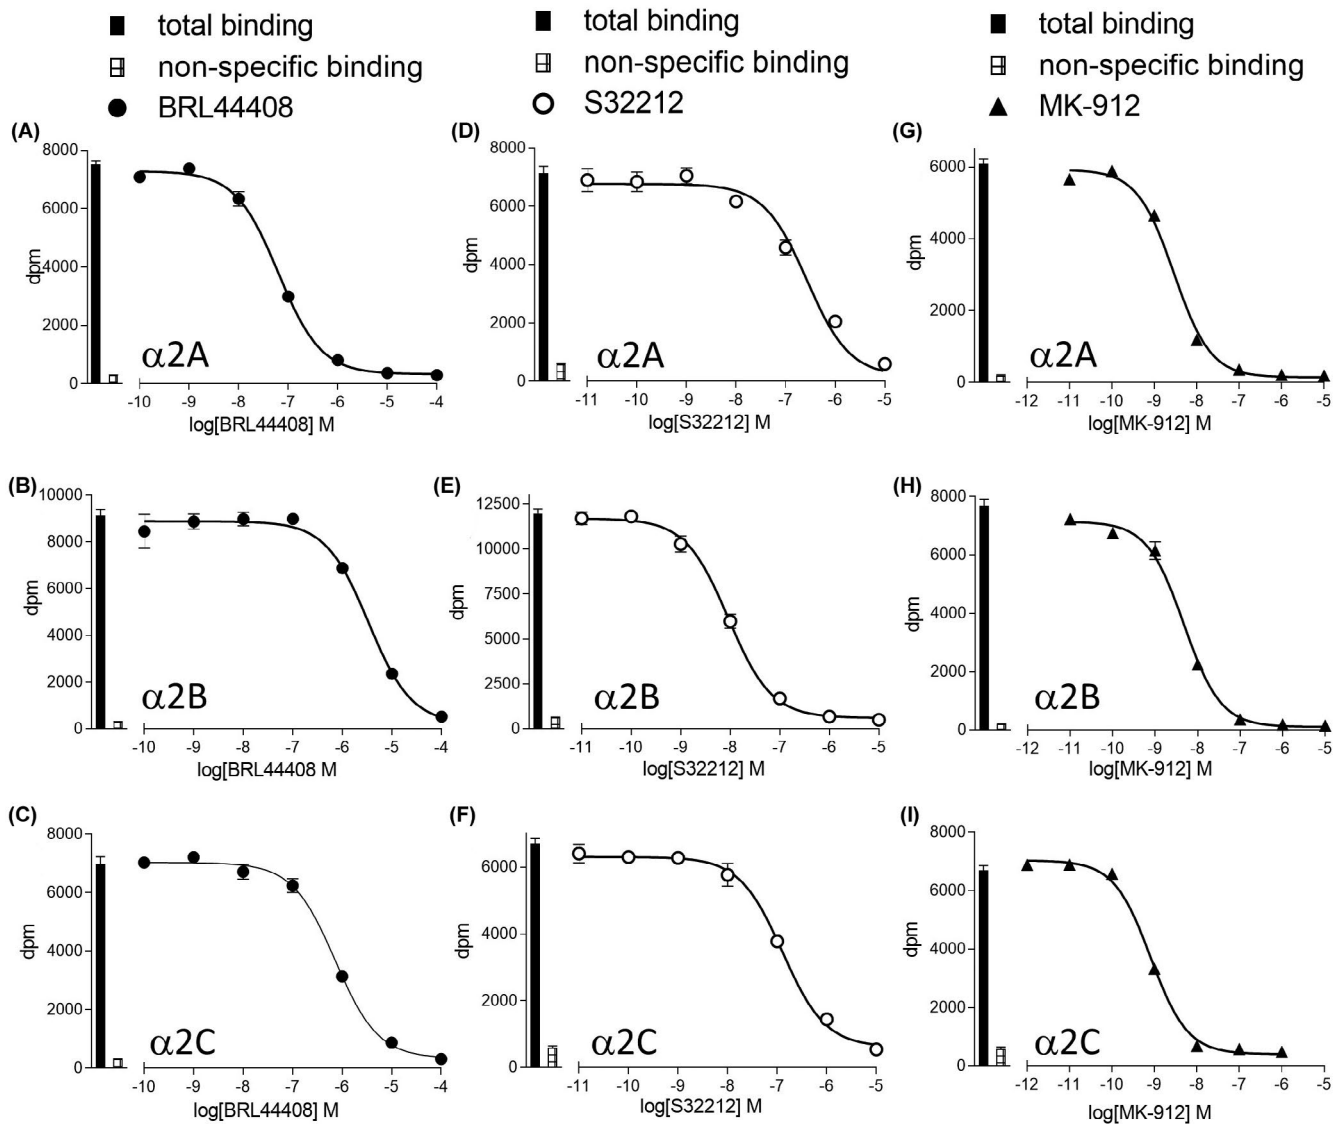 total binding
non-specific binding
BRL44408
total binding
non-specific binding
S32212
total binding
non-specific binding
MK-912
(A)
8000
6000
4000
2000
0
dpm
α2A
-10 -9 -8 -7 -6 -5 -4
log[BRL44408] M
(D)
8000
6000
4000
2000
0
dpm
α2A
-11 -10 -9 -8 -7 -6 -5
log[S32212] M
(G)
6000
4000
2000
0
dpm
α2A
-12 -11 -10 -9 -8 -7 -6 -5
log[MK-912] M
(B)
10000
8000
6000
4000
2000
0
dpm
α2B
-10 -9 -8 -7 -6 -5 -4
log[BRL44408 M
(E)
12500
10000
7500
5000
2500
0
dpm
α2B
-11 -10 -9 -8 -7 -6 -5
log[S32212] M
(H)
8000
6000
4000
2000
0
dpm
α2B
-12 -11 -10 -9 -8 -7 -6 -5
log[MK-912] M
(C)
8000
6000
4000
2000
0
dpm
α2C
-10 -9 -8 -7 -6 -5 -4
log[BRL44408] M
(F)
6000
4000
2000
0
dpm
α2C
-11 -10 -9 -8 -7 -6 -5
log[S32212] M
(I)
8000
6000
4000
2000
0
dpm
α2C
-12 -11 -10 -9 -8 -7 -6 -5
log[MK-912] M